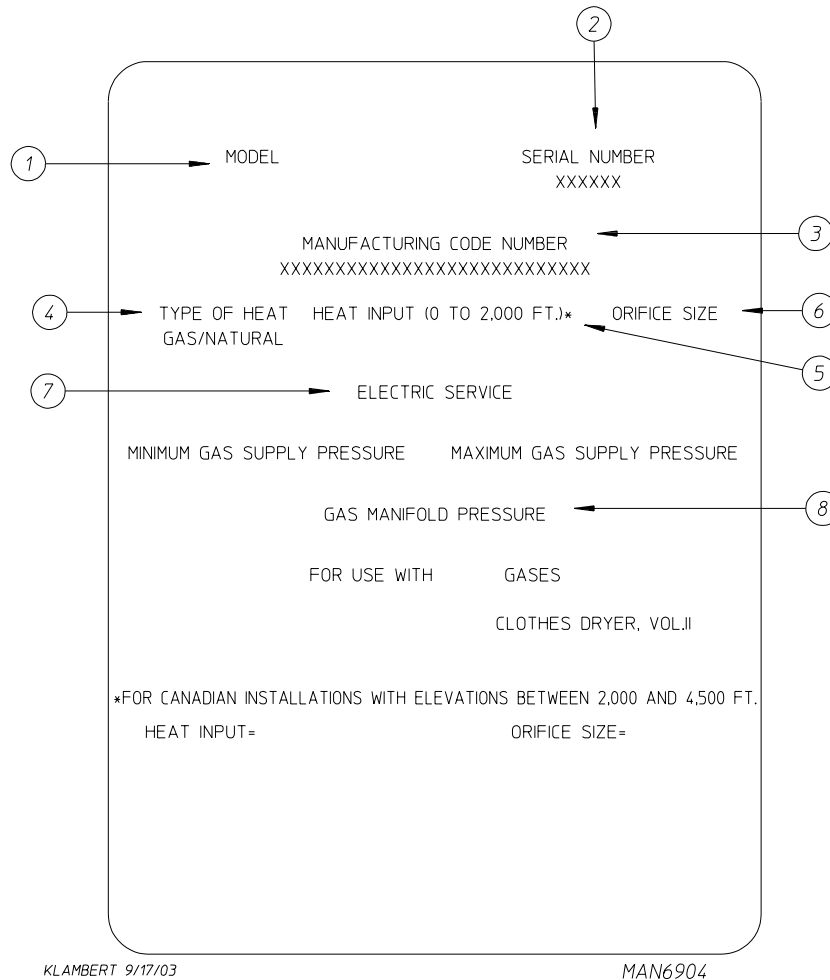 2
1
MODEL SERIAL NUMBER
XXXXXX
3
MANUFACTURING CODE NUMBER
XXXXXXXXXXXXXXXXXXXXXXXXXXXX
4
TYPE OF HEAT HEAT INPUT (0 TO 2,000 FT.)* ORIFICE SIZE
6
GAS/NATURAL
5
7
ELECTRIC SERVICE
MINIMUM GAS SUPPLY PRESSURE MAXIMUM GAS SUPPLY PRESSURE
GAS MANIFOLD PRESSURE
8
FOR USE WITH GASES
CLOTHES DRYER, VOL.II
*FOR CANADIAN INSTALLATIONS WITH ELEVATIONS BETWEEN 2,000 AND 4,500 FT.
HEAT INPUT= ORIFICE SIZE=
KLAMBERT 9/17/03 MAN6904